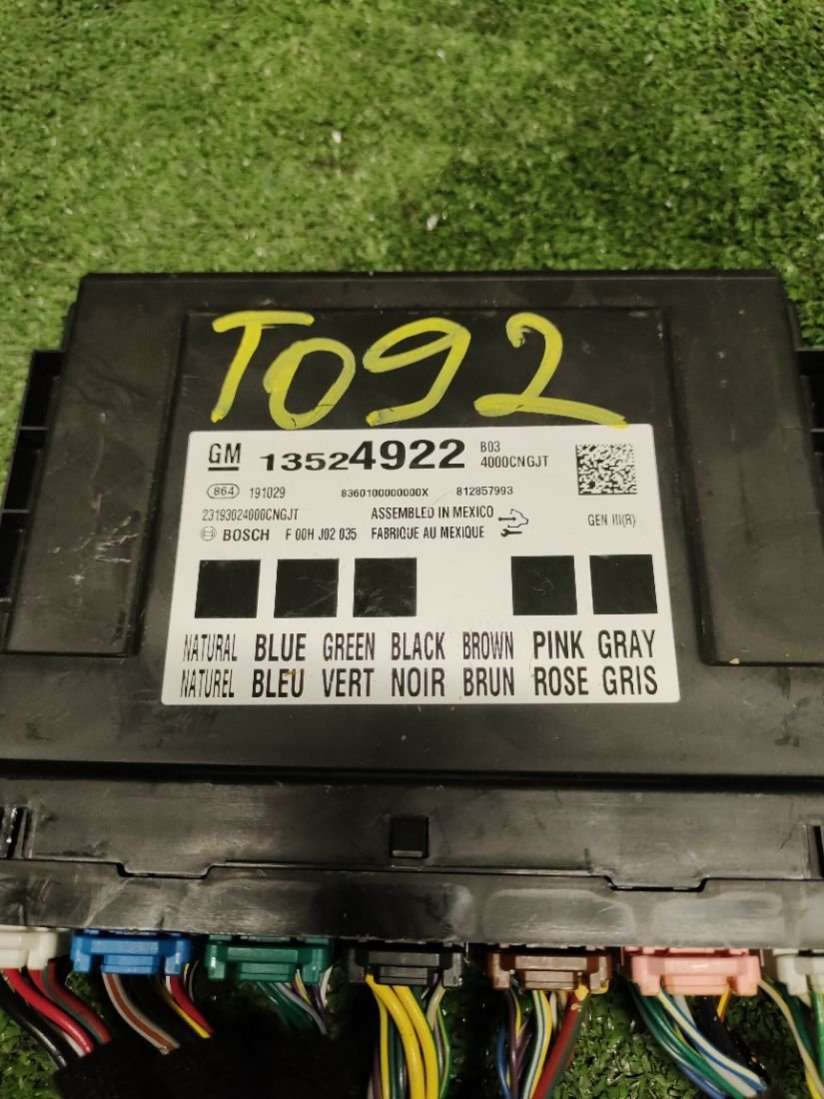 T092
GM 13524922 B03
4000CNGJT
864 191029 8360100000000X 812857993
23193024000CNGJT ASSEMBLED IN MEXICO GEN III(R)
BOSCH F 00H J02 035 FABRIQUE AU MEXIQUE
NATURAL BLUE GREEN BLACK BROWN PINK GRAY
NATUREL BLEU VERT NOIR BRUN ROSE GRIS